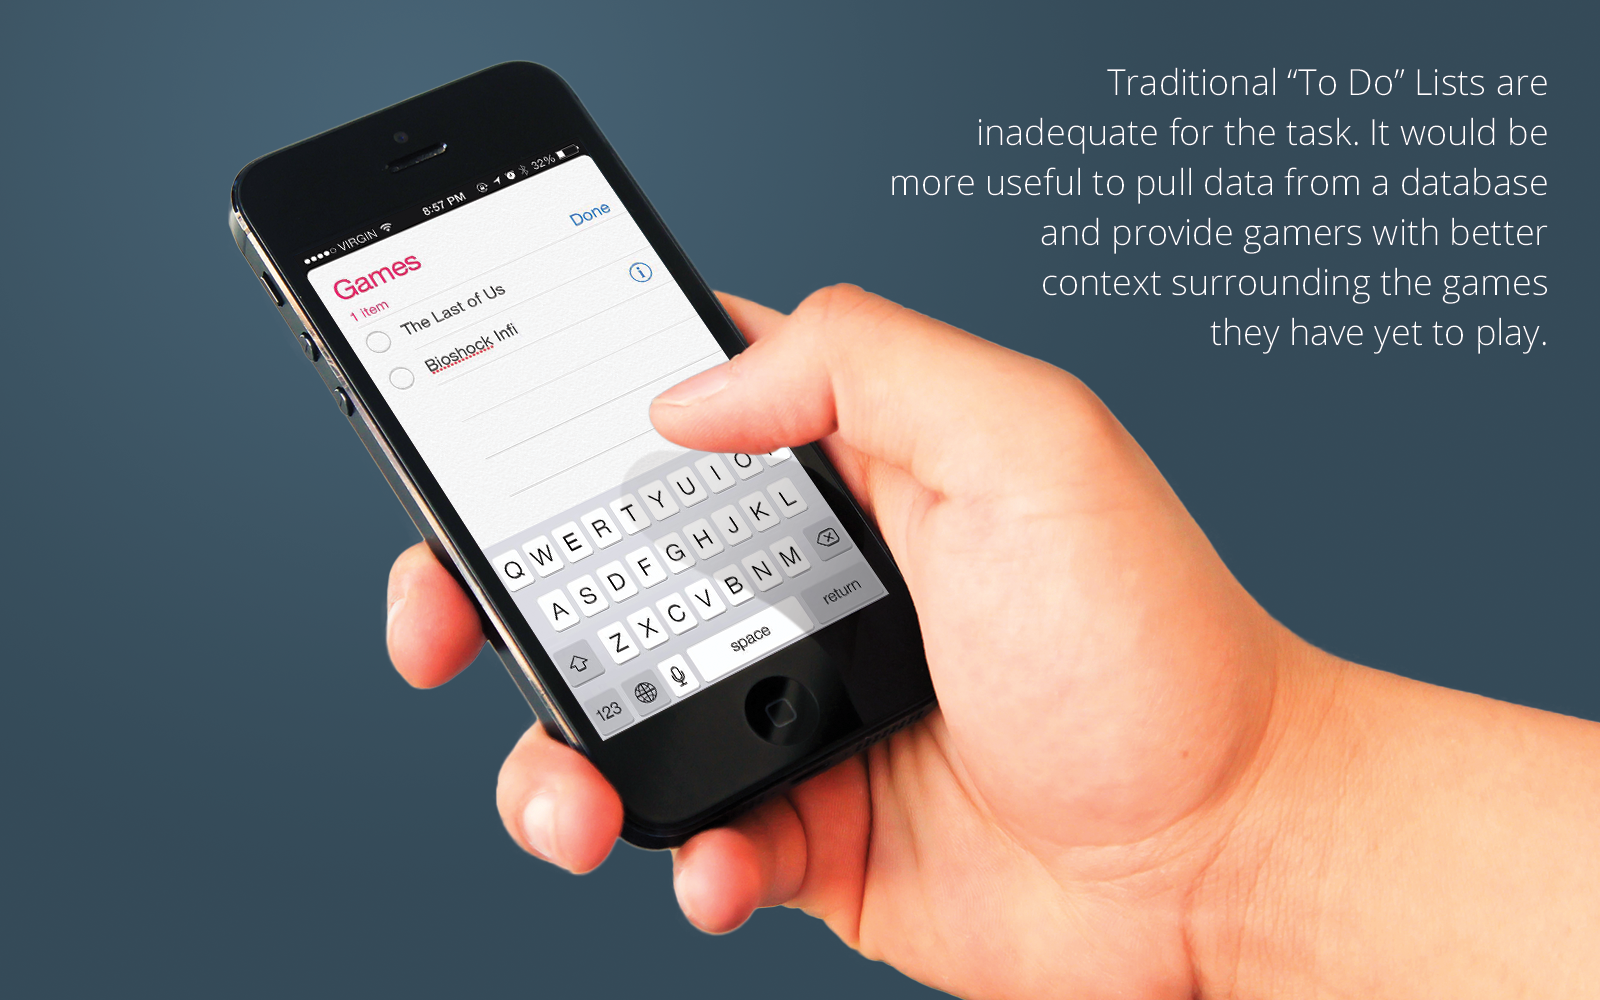 Traditional “To Do” Lists are
inadequate for the task. It would be
more useful to pull data from a database
and provide gamers with better
context surrounding the games
they have yet to play.
VIRGIN 8:57 PM 32%
Done
Games
1 item
The Last of Us
Bioshock Infi
Q W E R T Y U I O
A S D F G H J K L
Z X C V B N M
123 space return